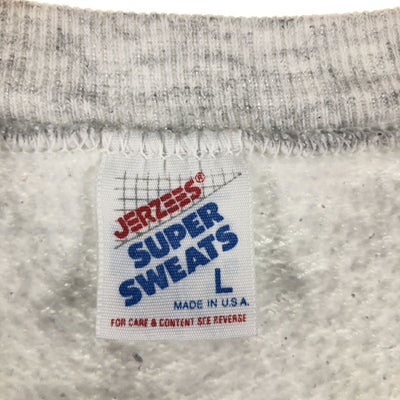 JERZEES®
SUPER
SWEATS
L
MADE IN U.S.A.
FOR CARE & CONTENT SEE REVERSE